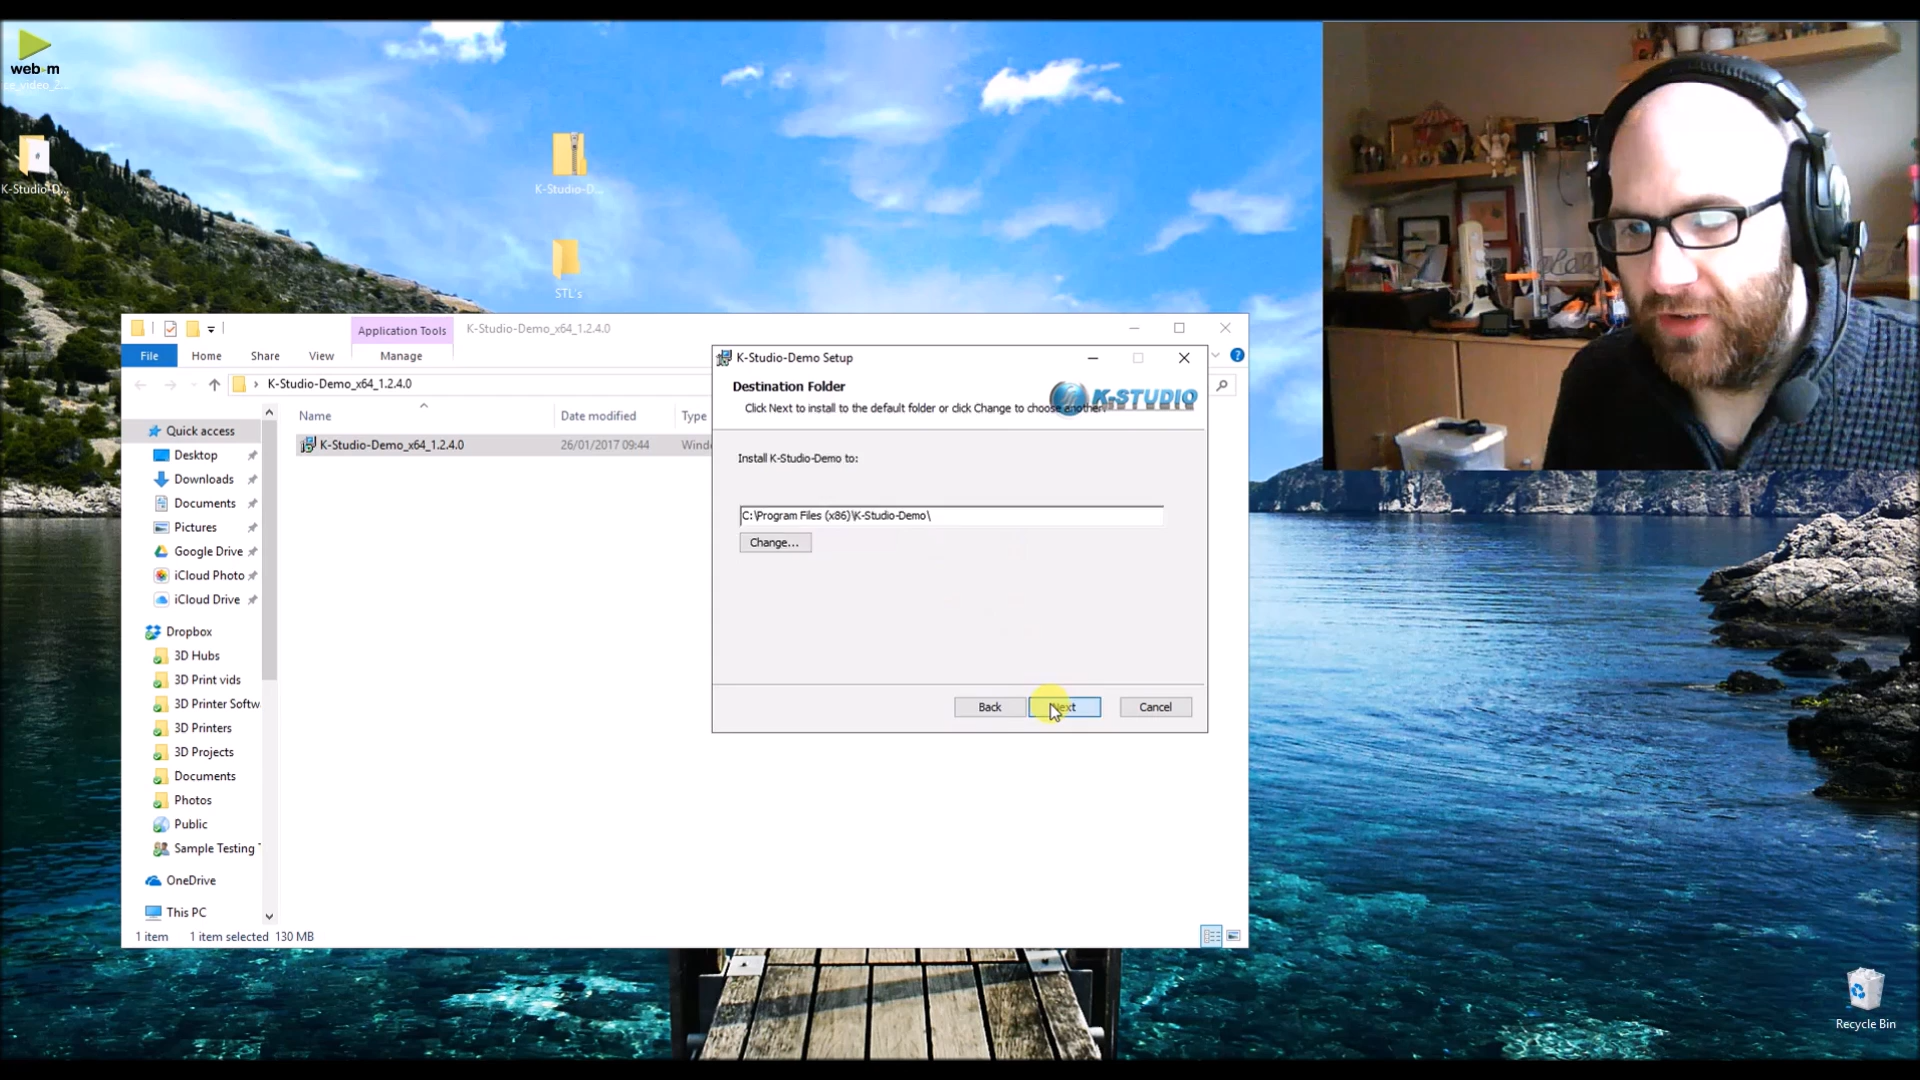 web m
K-Studio-D...
K-Studio-D...
STL's
Application Tools
K-Studio-Demo_x64_1.2.4.0
File
Home
Share
View
Manage
K-Studio-Demo_x64_1.2.4.0
Name
Date modified
Type
K-Studio-Demo_x64_1.2.4.0
26/01/2017 09:44
Windo
Quick access
Desktop
Downloads
Documents
Pictures
Google Drive
iCloud Photo
iCloud Drive
Dropbox
3D Hubs
3D Print vids
3D Printer Softw
3D Printers
3D Projects
Documents
Photos
Public
Sample Testing
OneDrive
This PC
1 item
1 item selected 130 MB
K-Studio-Demo Setup
Destination Folder
Click Next to install to the default folder or click Change to choose another.
K-STUDIO
Install K-Studio-Demo to:
C:\Program Files (x86)\K-Studio-Demo\
Change...
Back
Next
Cancel
Recycle Bin